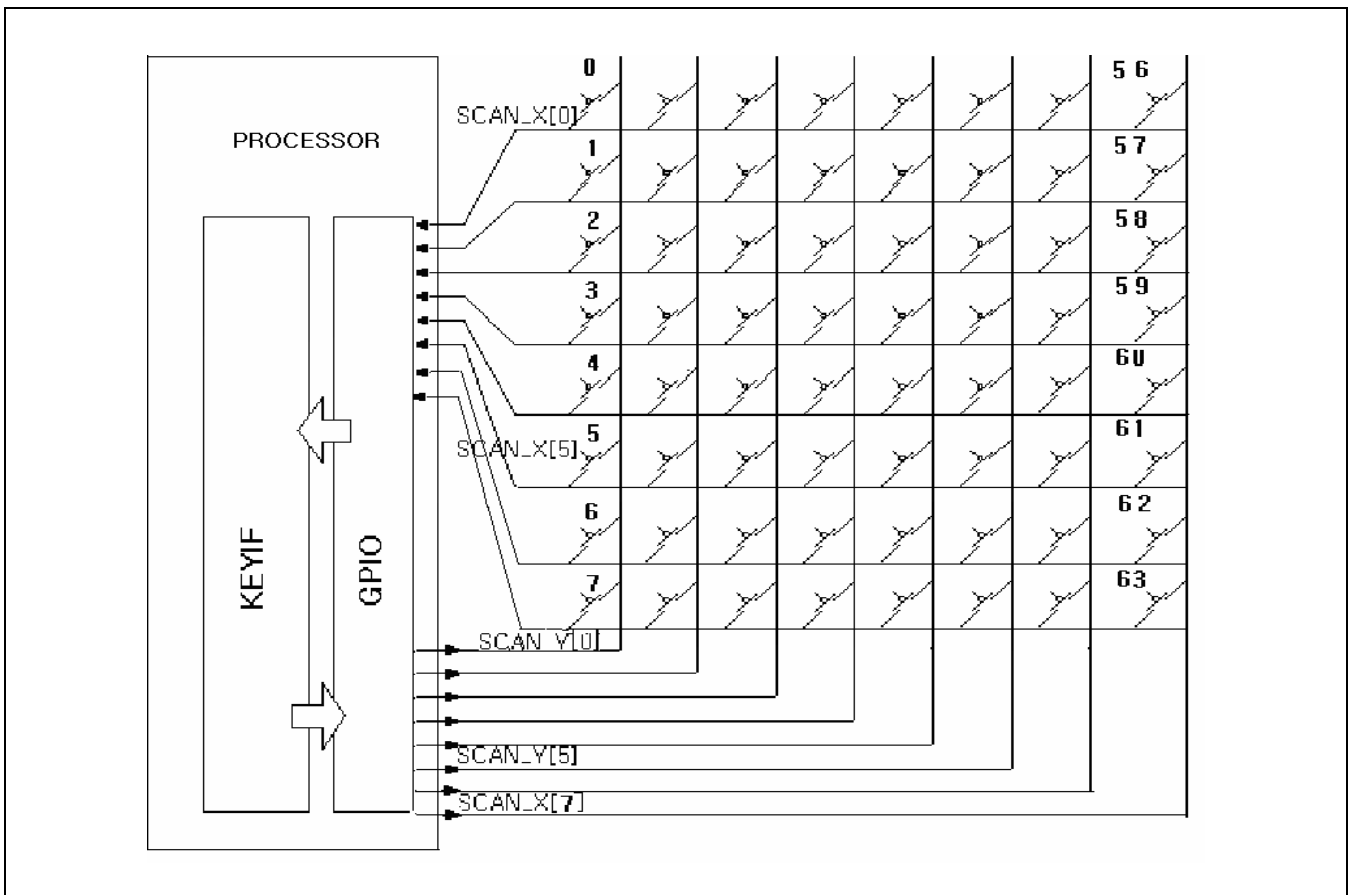 0
56
SCAN_X[0]
PROCESSOR
1
57
2
58
3
59
4
60
5
61
SCAN_X[5]
6
62
KEYIF
GPIO
7
63
SCAN_Y[0]
SCAN_Y[5]
SCAN_X[7]